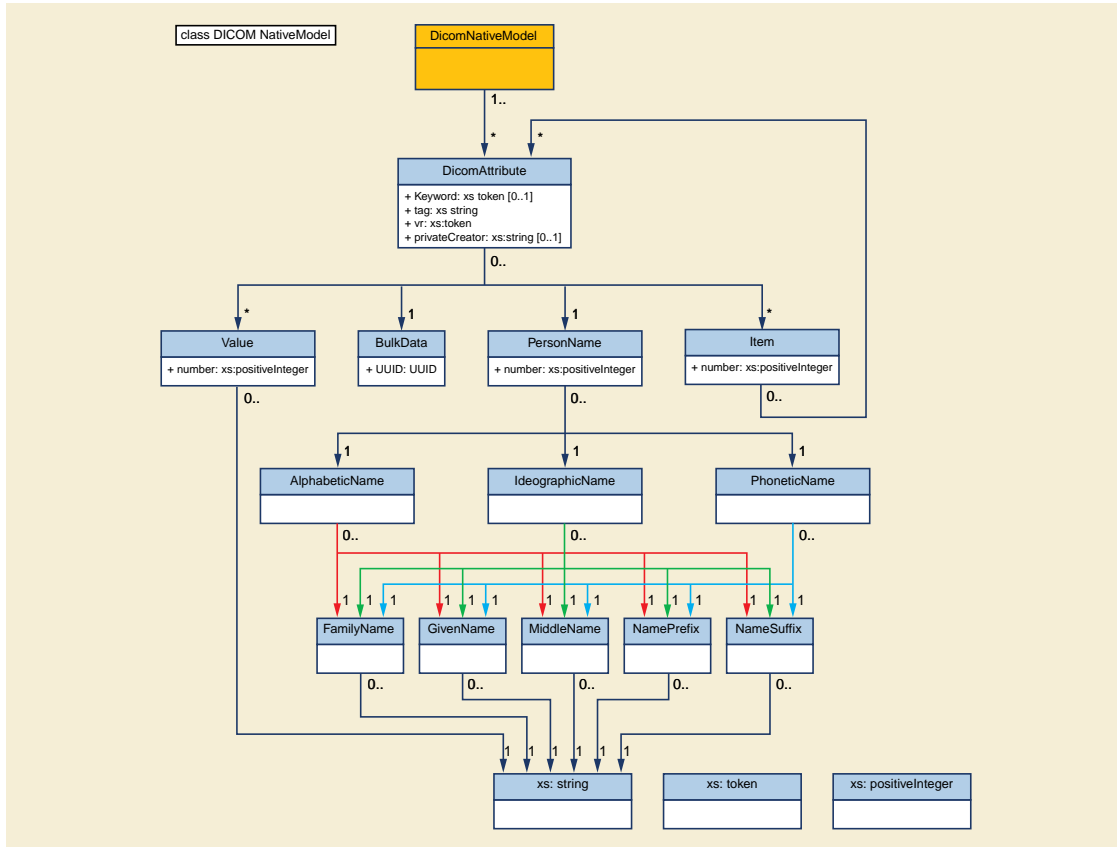 class DICOM NativeModel
DicomNativeModel
1..
* *
DicomAttribute
+ Keyword: xs token [0..1]
+ tag: xs string
+ vr: xs:token
+ privateCreator: xs:string [0..1]
0..
* 1 1 *
Value BulkData PersonName Item
+ number: xs:positiveInteger + UUID: UUID + number: xs:positiveInteger + number: xs:positiveInteger
0.. 0.. 0..
1 1 1
AlphabeticName IdeographicName PhoneticName
0.. 0.. 0..
1 1 1 1 1 1 1 1 1 1 1 1 1 1 1
FamilyName GivenName MiddleName NamePrefix NameSuffix
0.. 0.. 0.. 0.. 0..
1 1 1 1 1 1
xs: string xs: token xs: positiveInteger